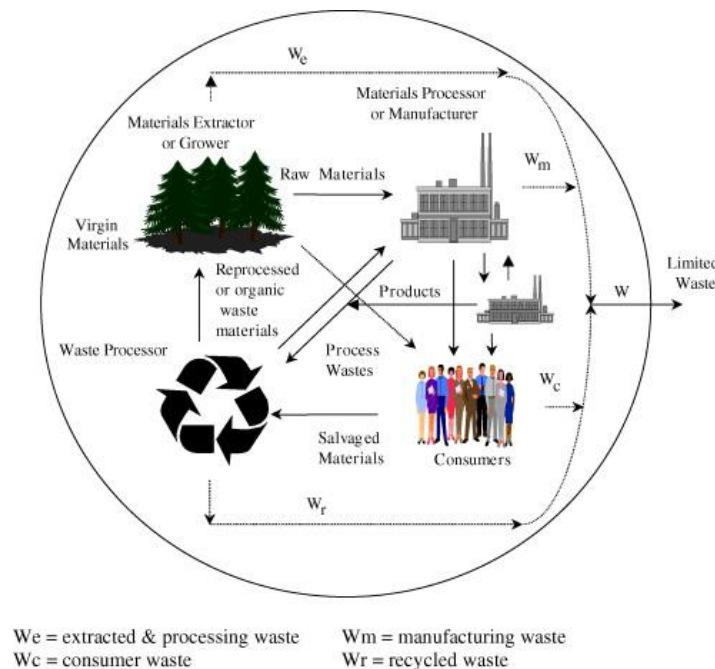 We
Materials Processor
or Manufacturer
Materials Extractor
or Grower
Raw Materials
Wm
Virgin
Materials
Reprocessed
or organic
waste
materials
Products
Limited
Waste
W
Waste Processor
Process
Wastes
Wc
Salvaged
Materials
Consumers
Wr
We = extracted & processing waste
Wm = manufacturing waste
Wc = consumer waste
Wr = recycled waste